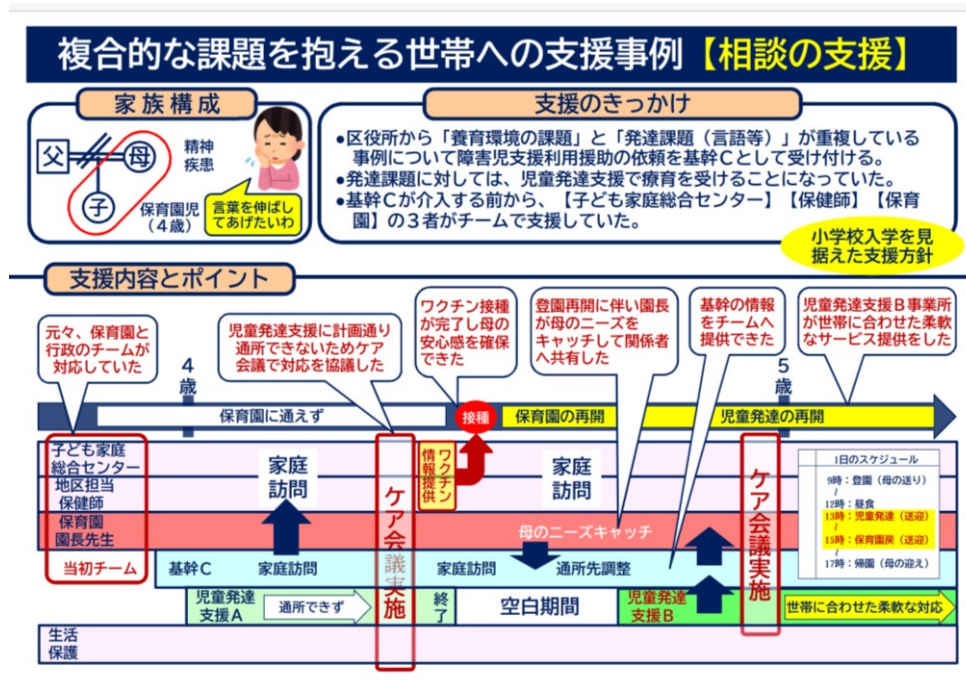 複合的な課題を抱える世帯への支援事例【相談の支援】
家族構成
父
母
子
精神
疾患
保育園児
（４歳）
言葉を伸ばし
てあげたいわ
支援のきっかけ
●区役所から「養育環境の課題」と「発達課題（言語等）」が重複している
事例について障害児支援利用援助の依頼を基幹Ｃとして受け付ける。
●発達課題に対しては、児童発達支援で療育を受けることになっていた。
●基幹Ｃが介入する前から、【子ども家庭総合センター】【保健師】【保育
園】の３者がチームで支援していた。
小学校入学を見
据えた支援方針
支援内容とポイント
元々、保育園と
行政のチームが
対応していた
４歳
児童発達支援に計画通り
通所できないためケア
会議で対応を協議した
ワクチン接種
が完了し母の
安心感を確保
できた
登園再開に伴い園長
が母のニーズを
キャッチして関係者
へ共有した
基幹の情報
をチームへ
提供できた
５歳
児童発達支援Ｂ事業所
が世帯に合わせた柔軟
なサービス提供をした
保育園に通えず
接種
保育園の再開
児童発達の再開
子ども家庭
総合センター
地区担当
保健師
保育園
園長先生
当初チーム
家庭
訪問
ケア会議実施
ワクチン
情報提供
家庭
訪問
母のニーズキャッチ
ケア会議実施
1日のスケジュール
9時：登園（母の送り）
～
12時：昼食
13時：児童発達（送迎）
～
15時：保育園戻（送迎）
～
17時：帰園（母の迎え）
基幹Ｃ
家庭訪問
家庭訪問
通所先調整
児童発達
支援Ａ
通所できず
終了
空白期間
児童発達
支援Ｂ
世帯に合わせた柔軟な対応
生活
保護